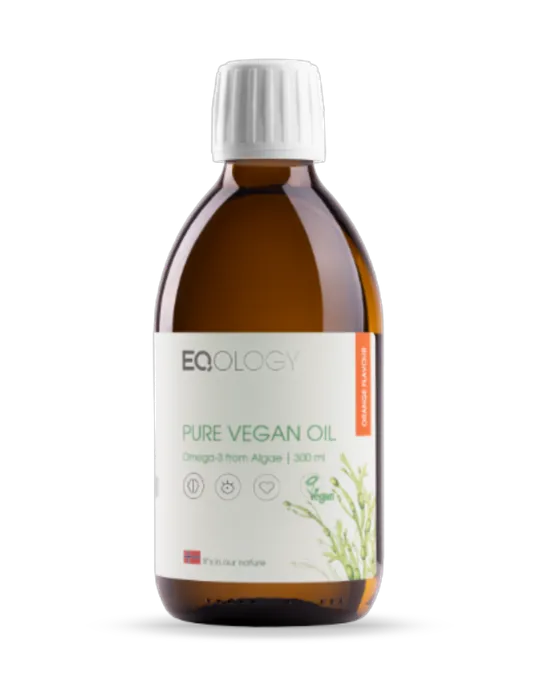 EQOLOGY
ORANGE FLAVOUR
PURE VEGAN OIL
Omega-3 from Algae | 300 ml
Vegan
It's in our nature